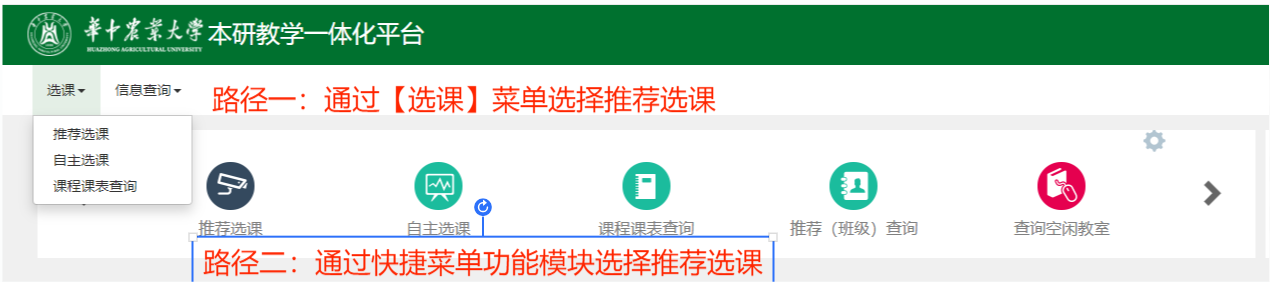 華中农業大學 本研教学一体化平台
HUAZHONG AGRICULTURAL UNIVERSITY
选课 信息查询 路径一：通过【选课】菜单选择推荐选课
推荐选课
自主选课
课程课表查询
推荐选课 自主选课 课程课表查询 推荐（班级）查询 查询空闲教室
路径二：通过快捷菜单功能模块选择推荐选课